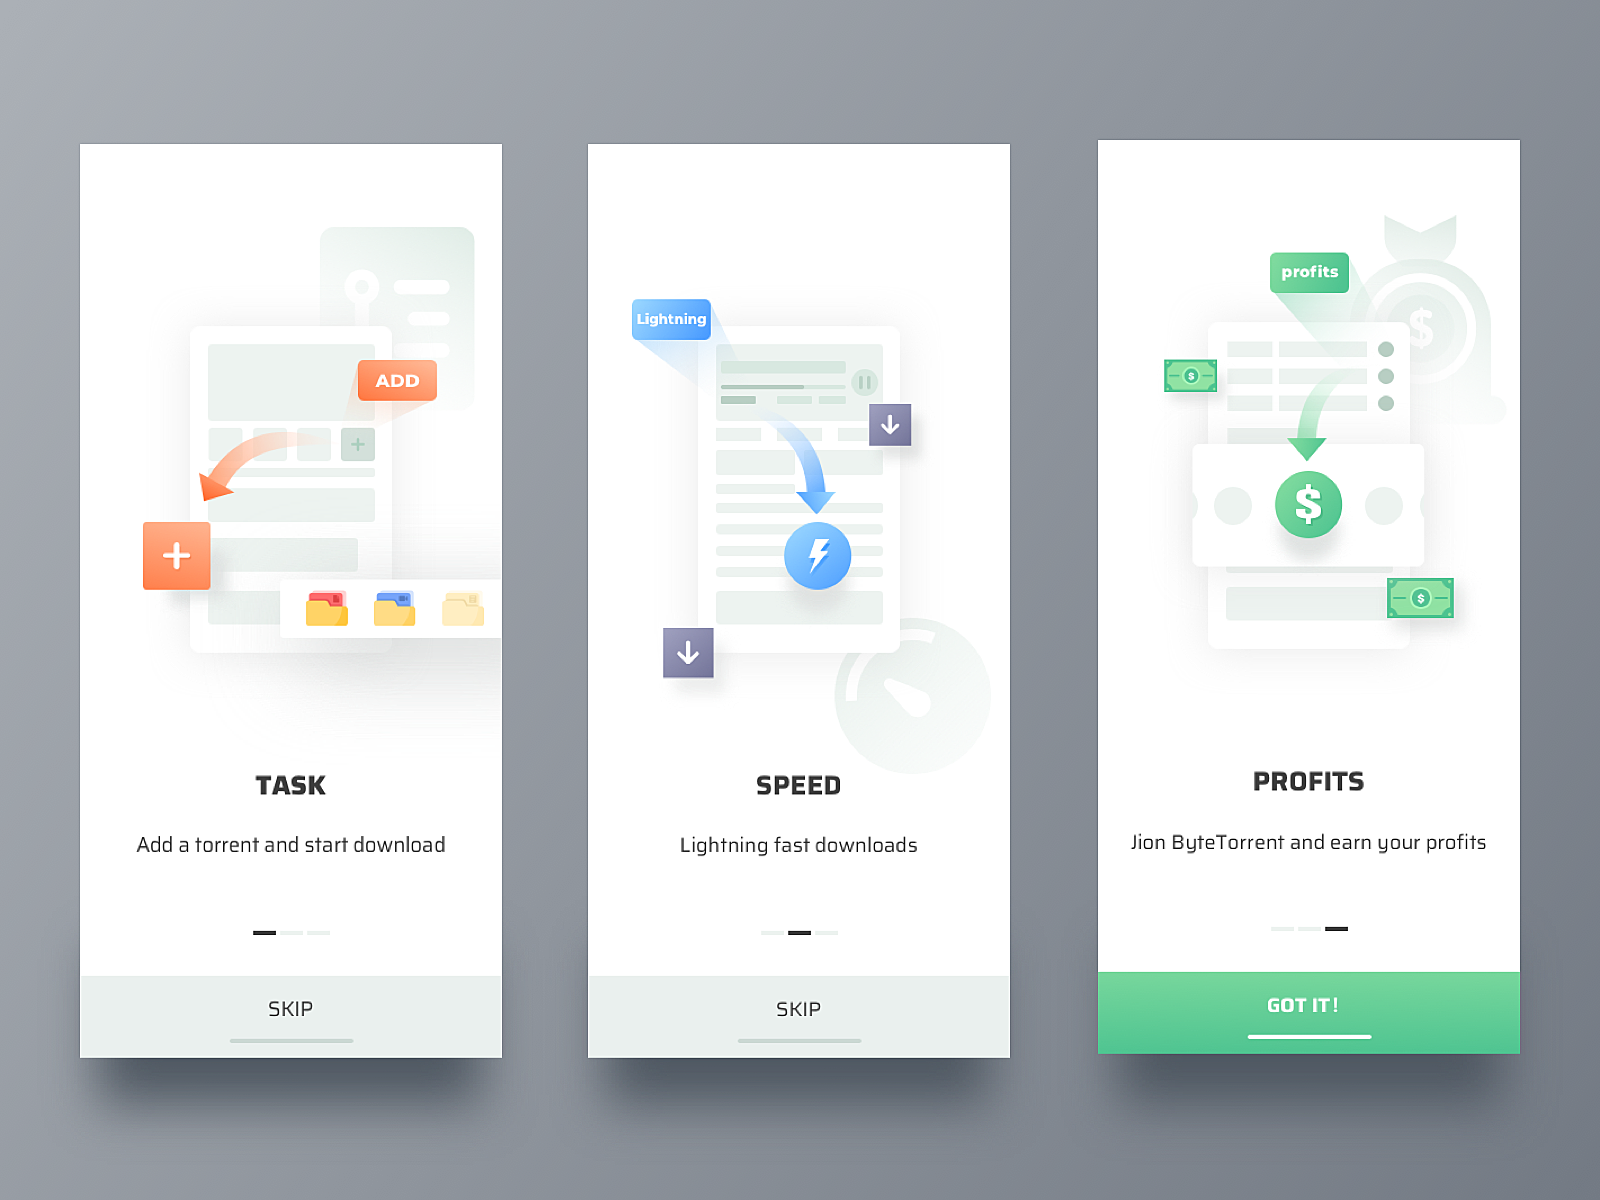 ADD
TASK
Add a torrent and start download
SKIP
Lightning
SPEED
Lightning fast downloads
SKIP
profits
$
$
$
$
PROFITS
Jion ByteTorrent and earn your profits
GOT IT!